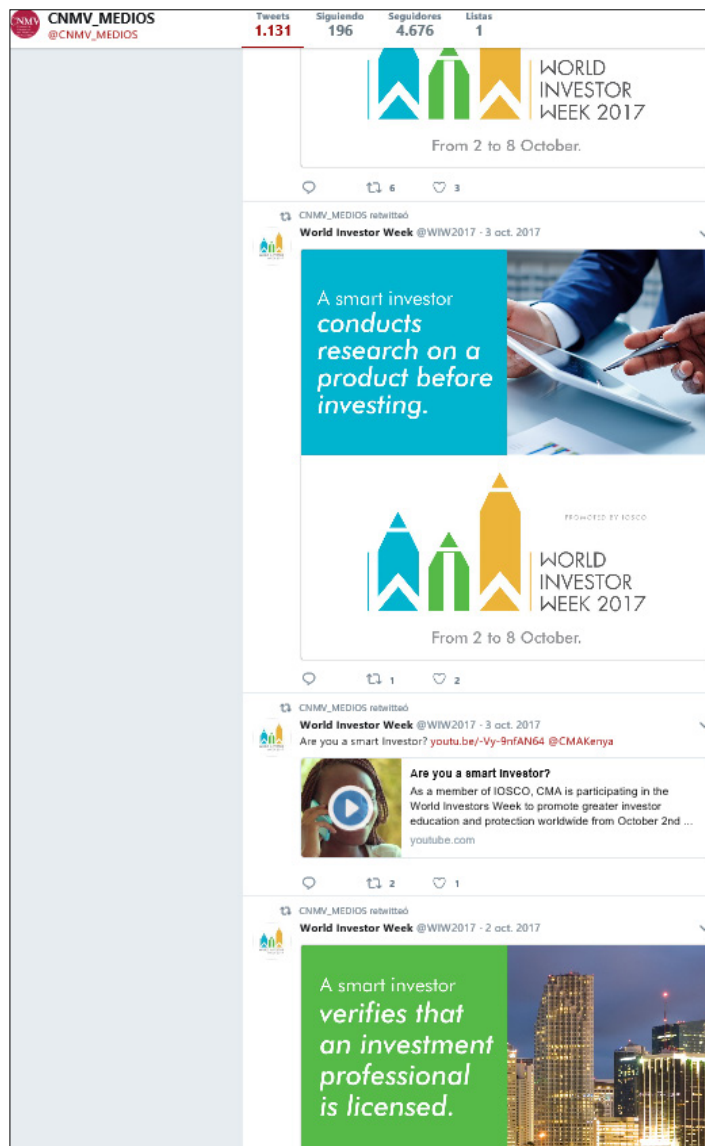 CNMV
CNMV_MEDIOS
@CNMV_MEDIOS
Tweets Siguiendo Seguidores Listas
1.131 196 4.676 1
WORLD
INVESTOR
WEEK 2017
From 2 to 8 October.
6 3
CNMV_MEDIOS retwitteó
World Investor Week @WIW2017 - 3 oct. 2017
A smart investor
conducts
research on a
product before
investing.
PROMOTED BY IOSCO
WORLD
INVESTOR
WEEK 2017
From 2 to 8 October.
1 2
CNMV_MEDIOS retwitteó
World Investor Week @WIW2017 - 3 oct. 2017
Are you a smart Investor? youtu.be/-Vy-9nfAN64 @CMAKenya
Are you a smart Investor?
As a member of IOSCO, CMA is participating in the
World Investors Week to promote greater investor
education and protection worldwide from October 2nd ...
youtube.com
2 1
CNMV_MEDIOS retwitteó
World Investor Week @WIW2017 - 2 oct. 2017
A smart investor
verifies that
an investment
professional
is licensed.